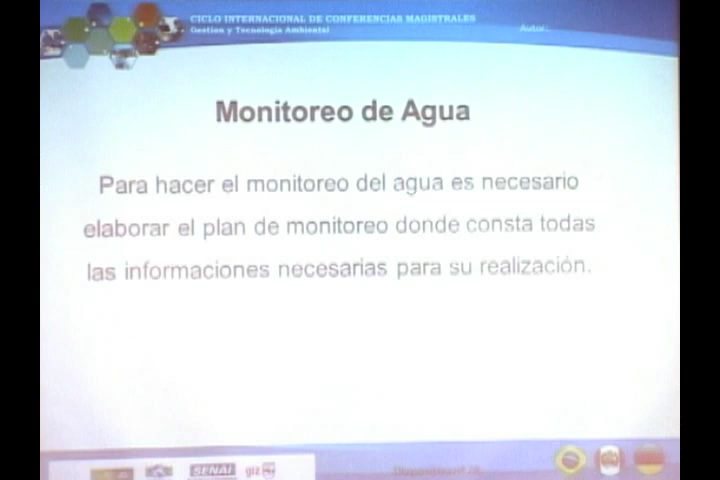 CICLO INTERNACIONAL DE CONFERENCIAS MAGISTRALES
Gestion y Tecnologia Ambiental
Autor:
Monitoreo de Agua
Para hacer el monitoreo del agua es necesario
elaborar el plan de monitoreo donde consta todas
las informaciones necesarias para su realización.
SENAI
giz